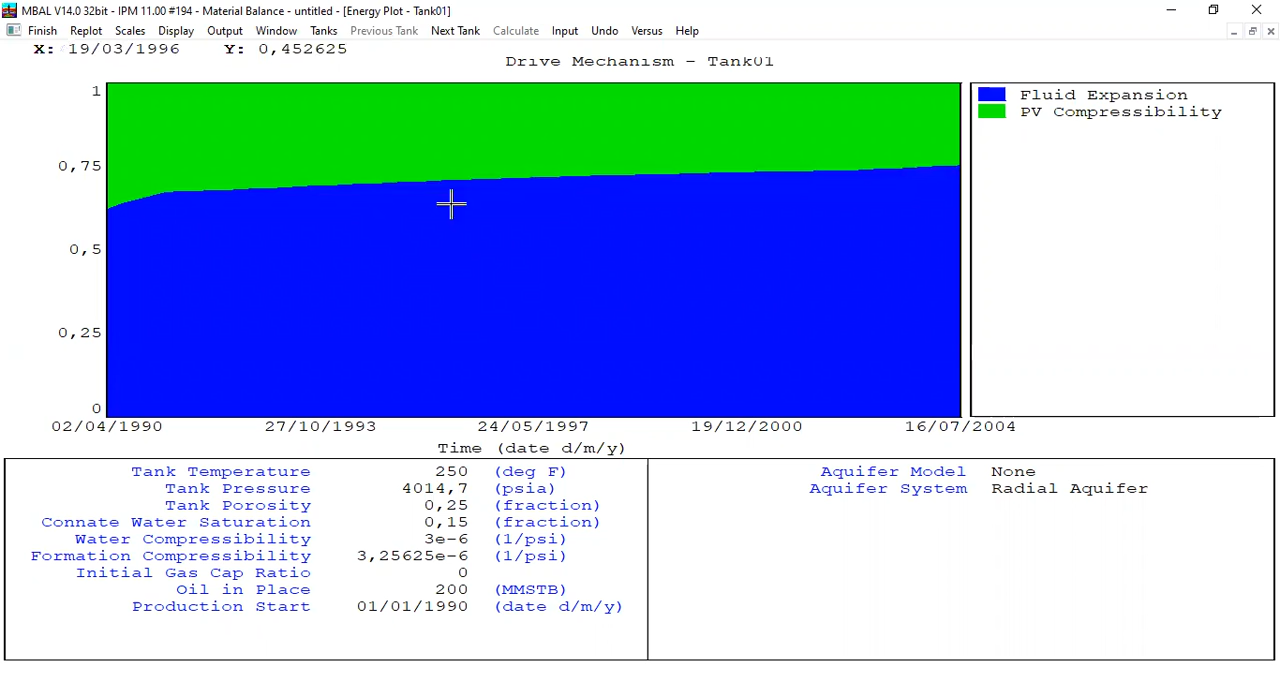 MBAL V14.0 32bit - IPM 11.00 #194 - Material Balance - untitled - [Energy Plot - Tank01]
Finish Replot Scales Display Output Window Tanks Previous Tank Next Tank Calculate Input Undo Versus Help
X: 19/03/1996 Y: 0,452625
Drive Mechanism - Tank01
1
0,75
0,5
0,25
0
Fluid Expansion
PV Compressibility
02/04/1990 27/10/1993 24/05/1997 19/12/2000 16/07/2004
Time (date d/m/y)
Tank Temperature 250 (deg F)
Tank Pressure 4014,7 (psia)
Tank Porosity 0,25 (fraction)
Connate Water Saturation 0,15 (fraction)
Water Compressibility 3e-6 (1/psi)
Formation Compressibility 3,25625e-6 (1/psi)
Initial Gas Cap Ratio 0
Oil in Place 200 (MMSTB)
Production Start 01/01/1990 (date d/m/y)
Aquifer Model None
Aquifer System Radial Aquifer